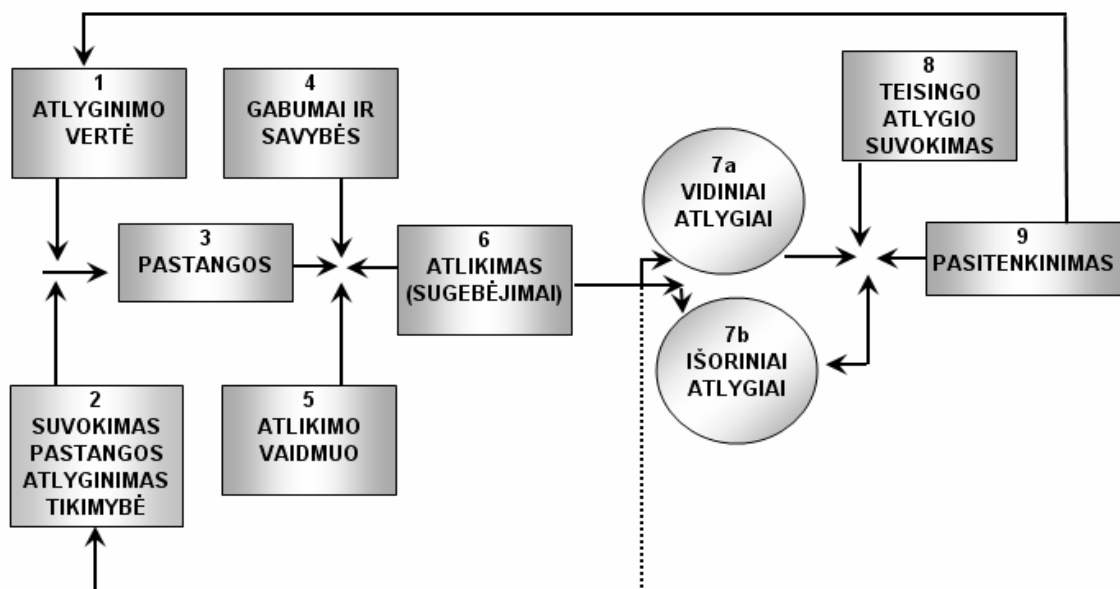 1
ATLYGINIMO
VERTĖ
2
SUVOKIMAS
PASTANGOS
ATLYGINIMAS
TIKIMYBĖ
3
PASTANGOS
4
GABUMAI IR
SAVYBĖS
5
ATLIKIMO
VAIDMUO
6
ATLIKIMAS
(SUGEBĖJIMAI)
7a
VIDINIAI
ATLYGIAI
7b
IŠORINIAI
ATLYGIAI
8
TEISINGO
ATLYGIO
SUVOKIMAS
9
PASITENKINIMAS